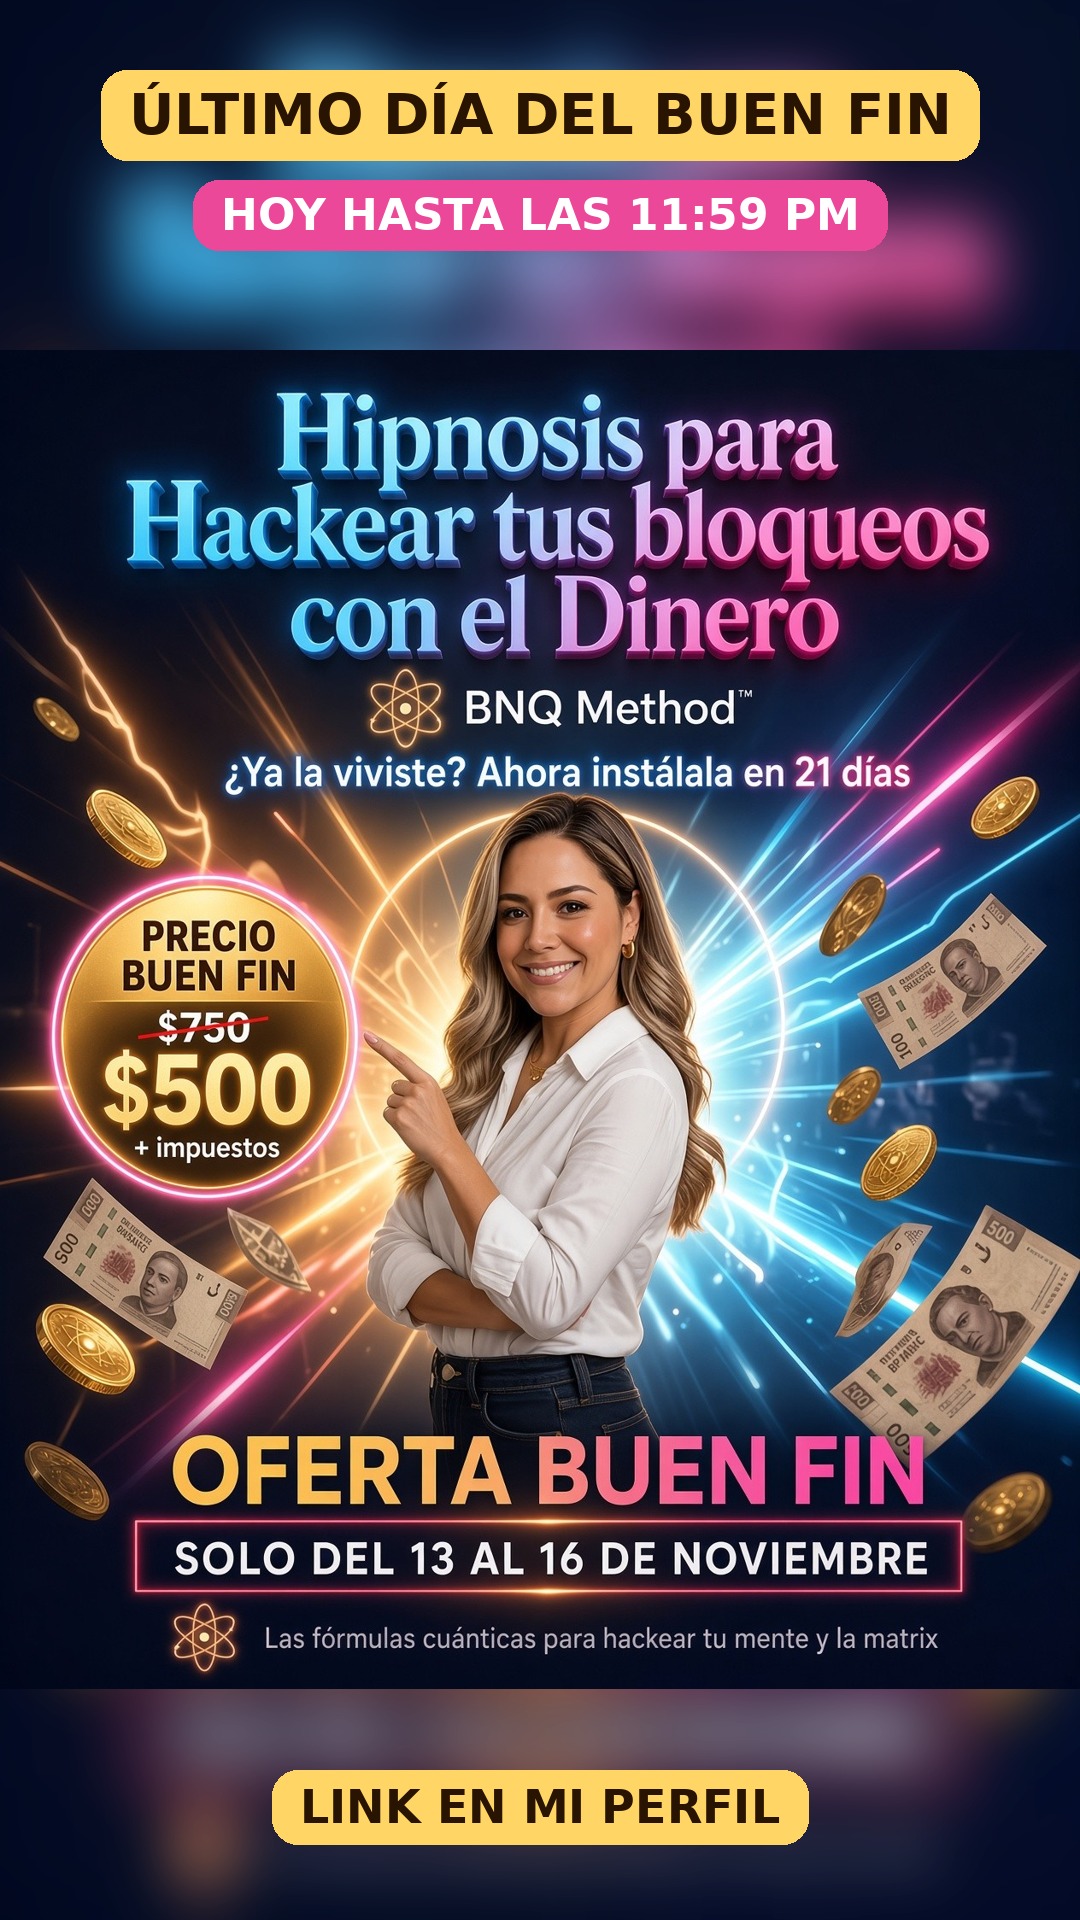 ÚLTIMO DÍA DEL BUEN FIN
HOY HASTA LAS 11:59 PM
Hipnosis para
Hackear tus bloqueos
con el Dinero
BNQ Method™
¿Ya la viviste? Ahora instálala en 21 días
PRECIO
BUEN FIN
$750
$500
+ impuestos
OFERTA BUEN FIN
SOLO DEL 13 AL 16 DE NOVIEMBRE
Las fórmulas cuánticas para hackear tu mente y la matrix
LINK EN MI PERFIL